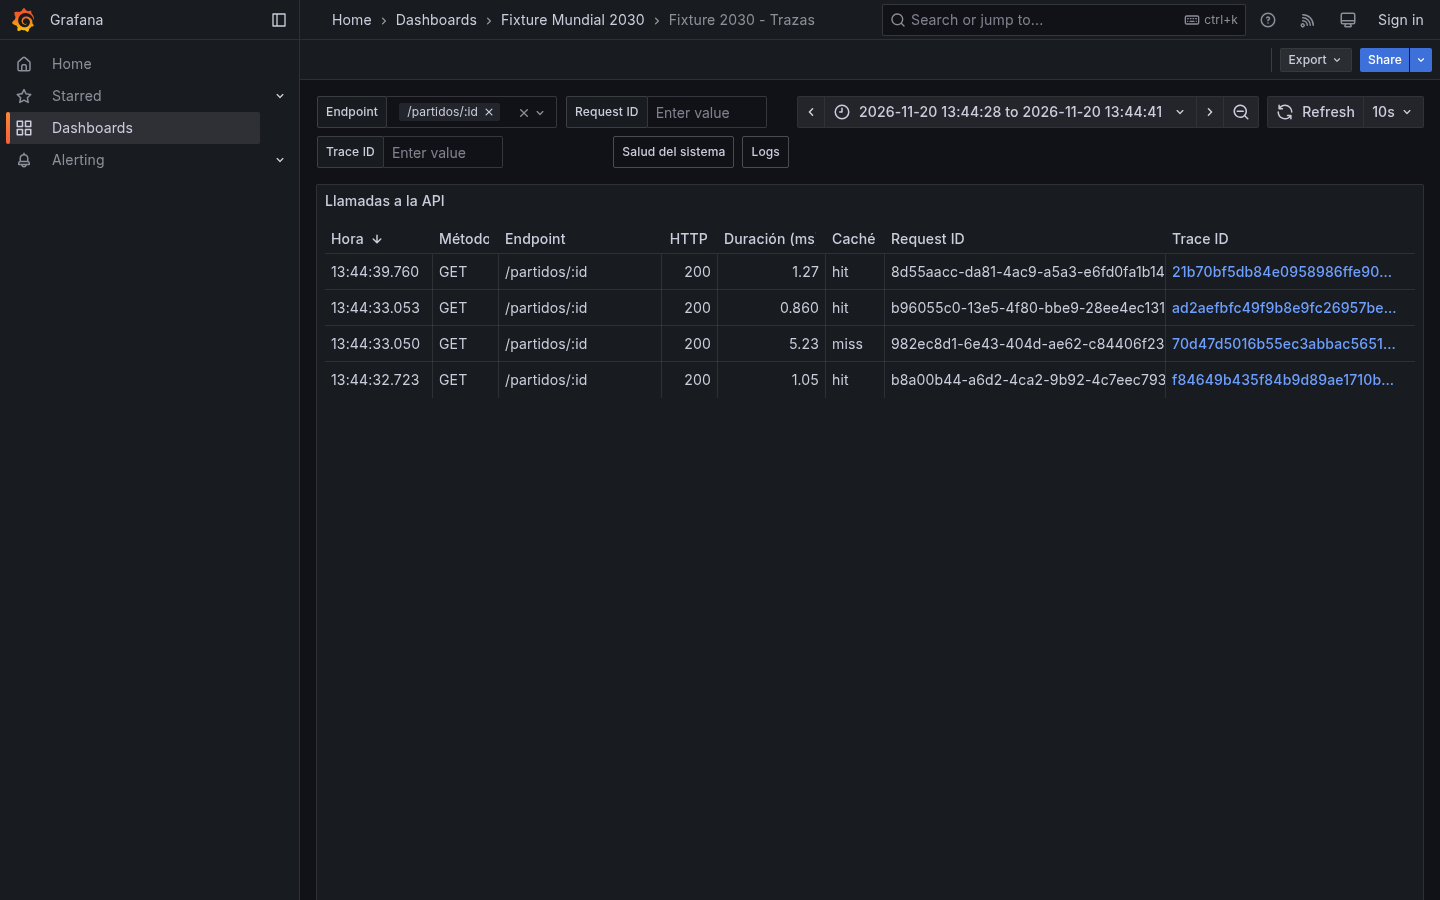 Grafana
Home
Starred
Dashboards
Alerting
Home › Dashboards › Fixture Mundial 2030 › Fixture 2030 - Trazas
Search or jump to...
ctrl+k
Sign in
Export
Share
Endpoint
/partidos/:id
Request ID
Enter value
2026-11-20 13:44:28 to 2026-11-20 13:44:41
Refresh
10s
Trace ID
Enter value
Salud del sistema
Logs
Llamadas a la API
Hora Método Endpoint HTTP Duración (ms Caché Request ID Trace ID
13:44:39.760 GET /partidos/:id 200 1.27 hit 8d55aacc-da81-4ac9-a5a3-e6fd0fa1b14 21b70bf5db84e0958986ffe90...
13:44:33.053 GET /partidos/:id 200 0.860 hit b96055c0-13e5-4f80-bbe9-28ee4ec131 ad2aefbfc49f9b8e9fc26957be...
13:44:33.050 GET /partidos/:id 200 5.23 miss 982ec8d1-6e43-404d-ae62-c84406f23 70d47d5016b55ec3abbac5651...
13:44:32.723 GET /partidos/:id 200 1.05 hit b8a00b44-a6d2-4ca2-9b92-4c7eec793 f84649b435f84b9d89ae1710b...